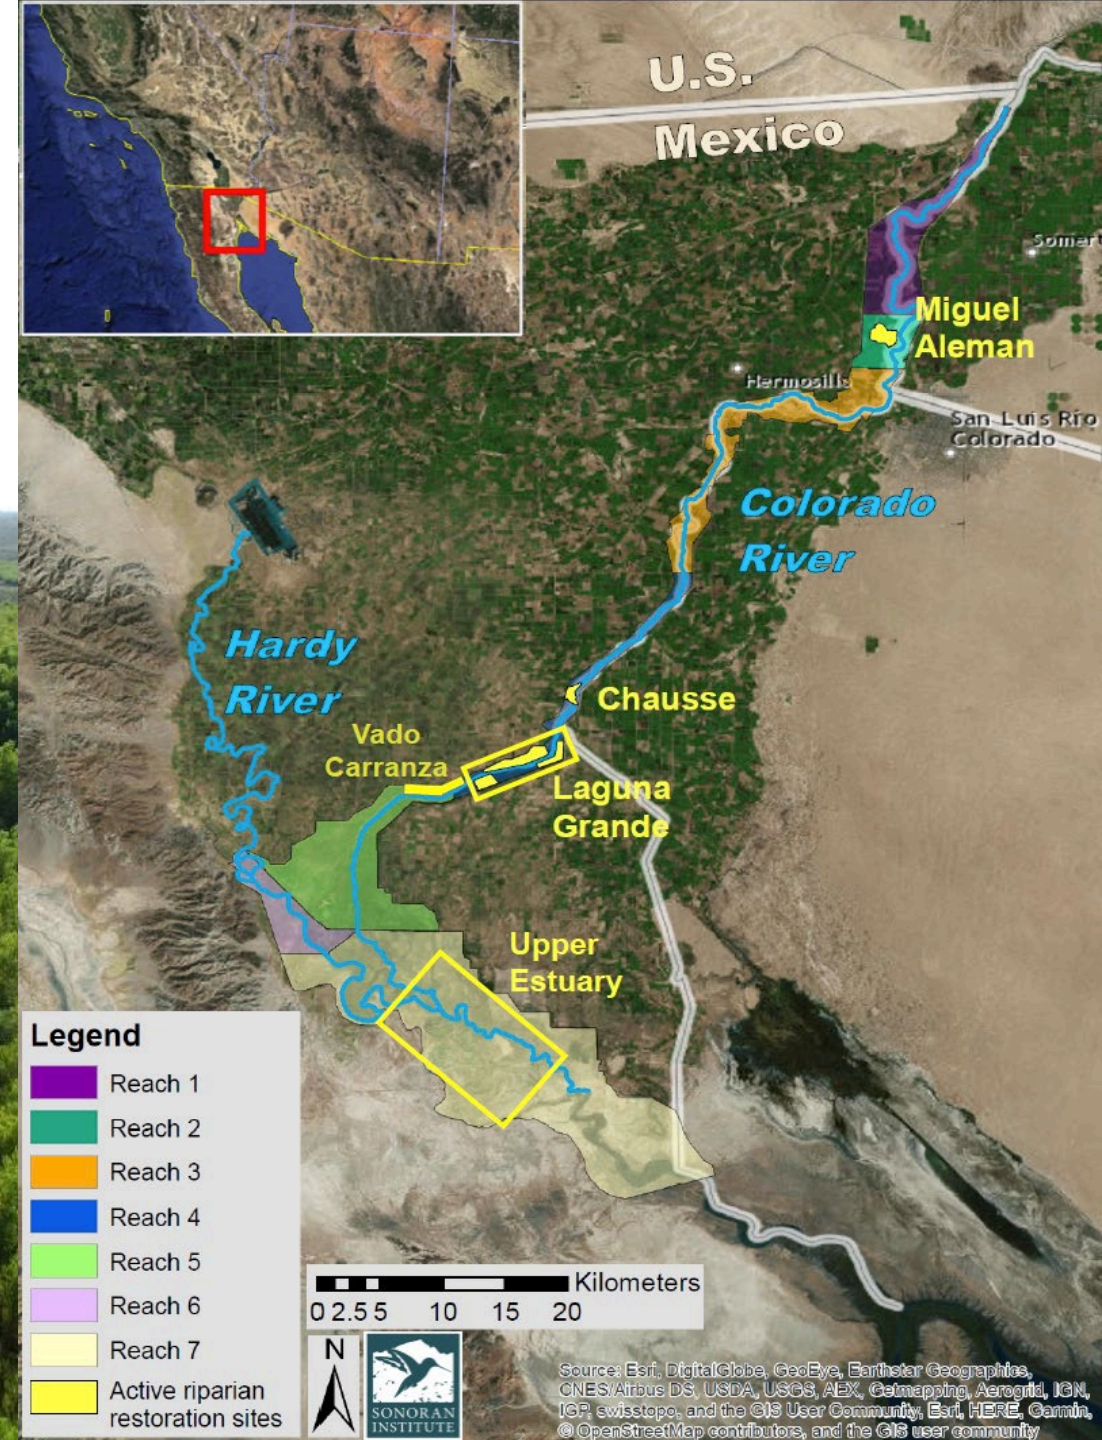 U.S.
Mexico
Somer
Miguel
Aleman
Hermosill
San Luis Rio
Colorado
Colorado
River
Hardy
River
Chausse
Vado
Carranza
Laguna
Grande
Upper
Estuary
Legend
Reach 1
Reach 2
Reach 3
Reach 4
Reach 5
Reach 6
Reach 7
Active riparian
restoration sites
Kilometers
0 2.5 5 10 15 20
N
SONORAN
INSTITUTE
Source: Esri, DigitalGlobe, GeoEye, Earthstar Geographics,
CNES/Airbus DS, USDA, USGS, AEX, Getmapping, Aerogrid, IGN,
IGP, swisstopo, and the GIS User Community, Esri, HERE, Garmin,
© OpenStreetMap contributors, and the GIS user community